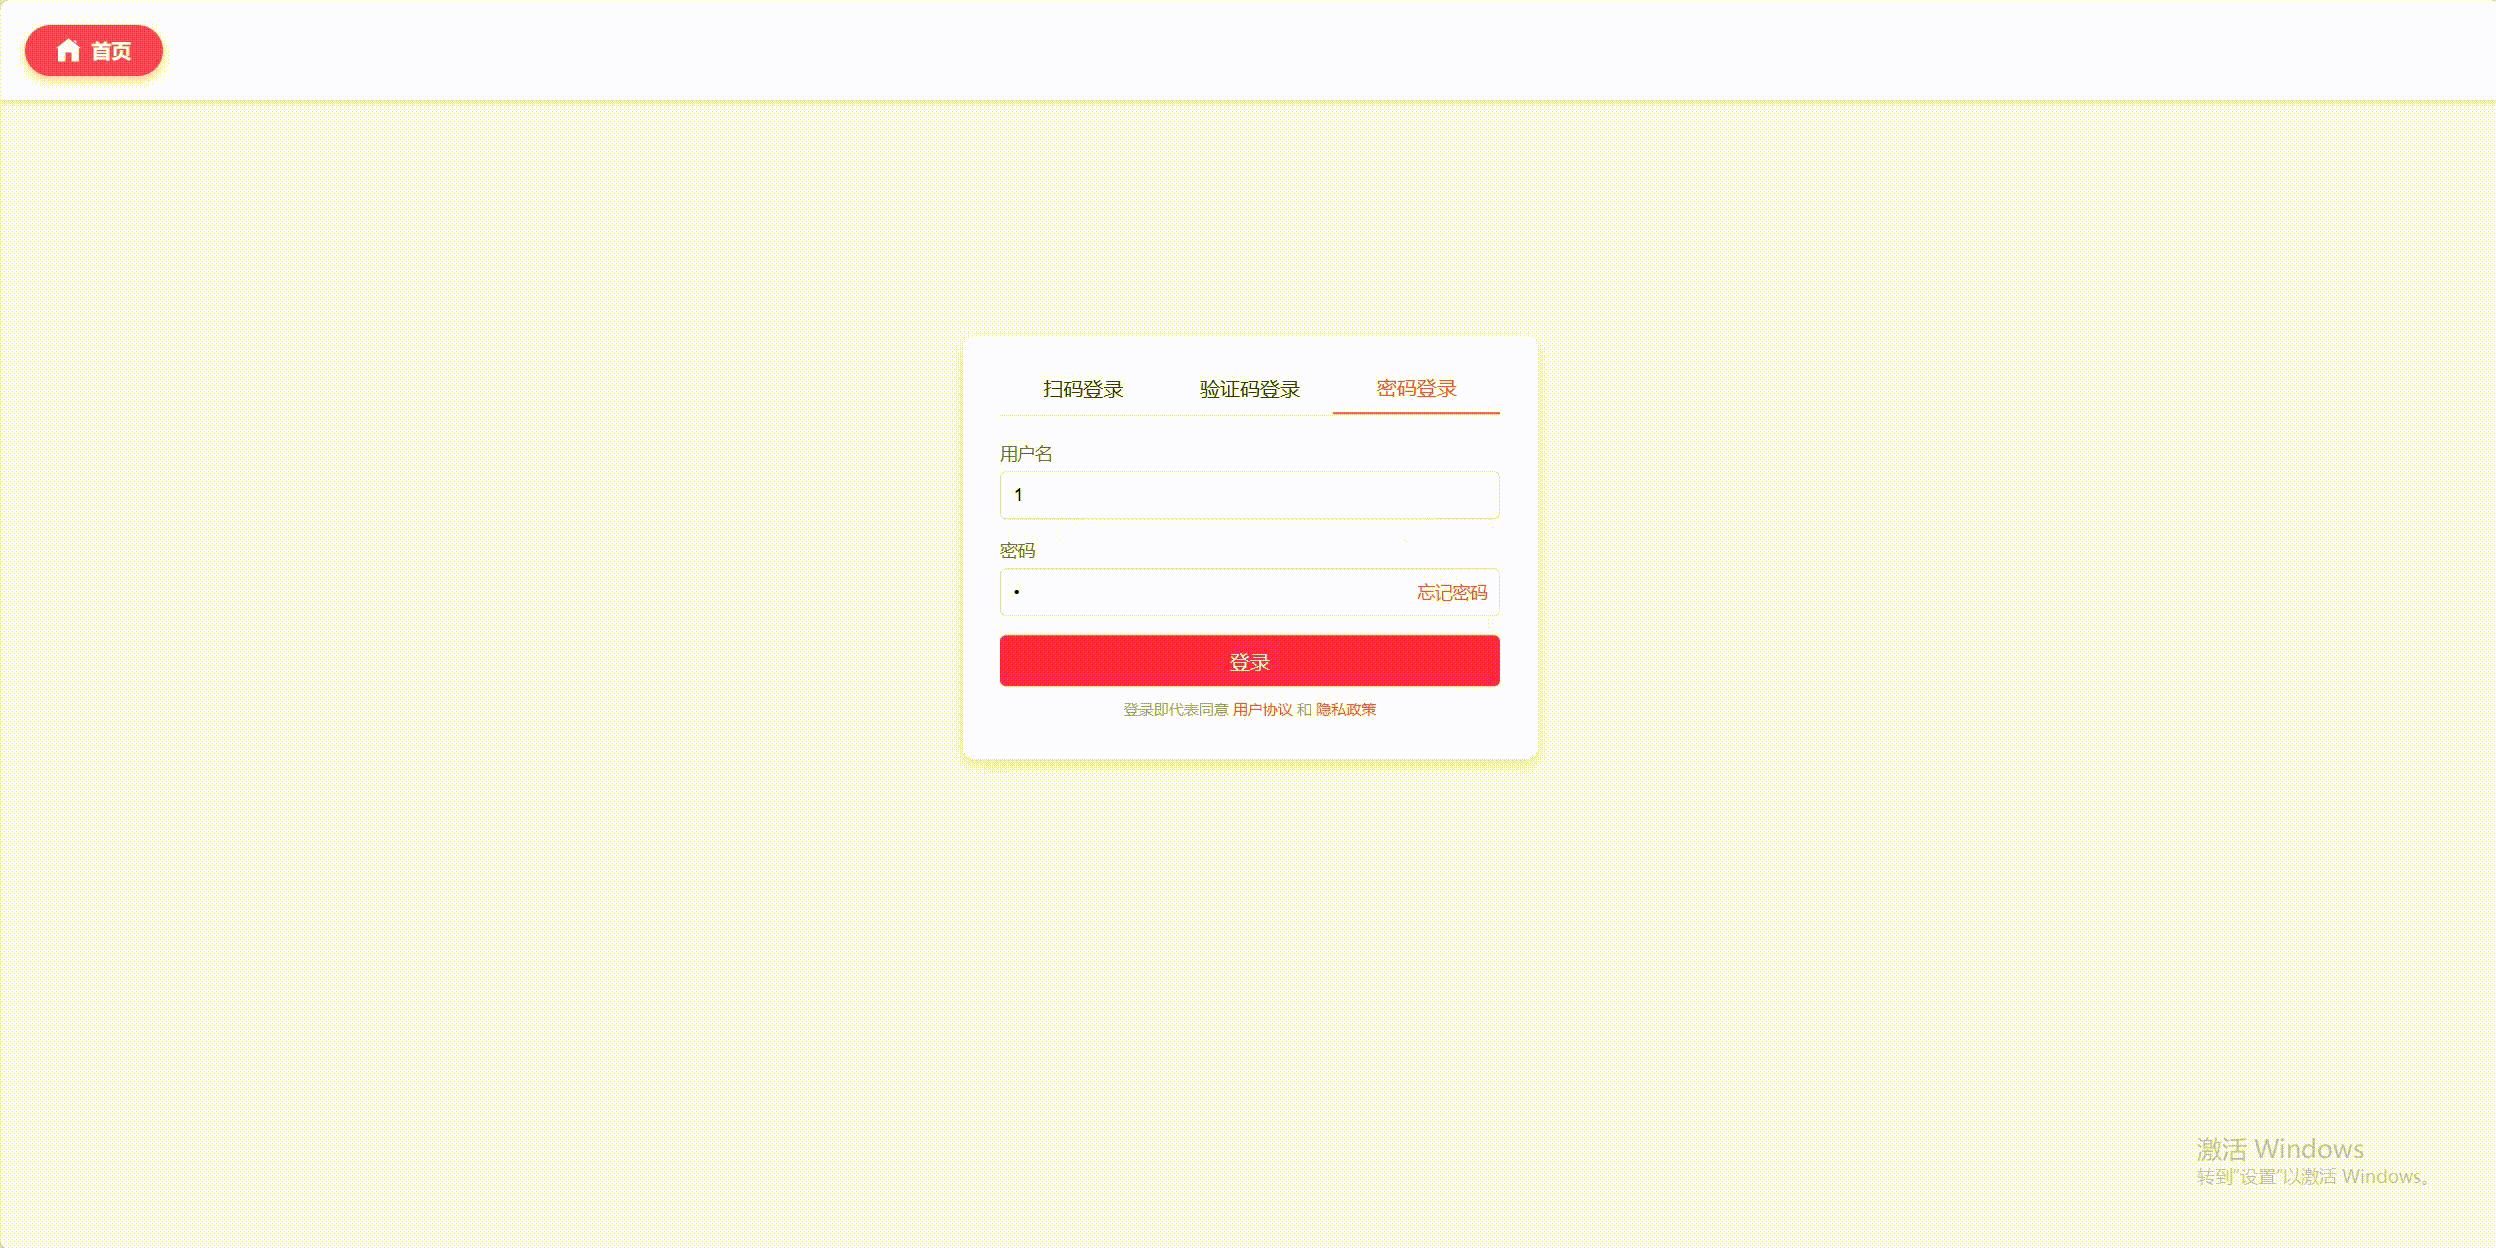 首页
扫码登录 验证码登录 密码登录
用户名
1
密码
• 忘记密码
登录
登录即代表同意 用户协议 和 隐私政策
激活 Windows
转到"设置"以激活 Windows。